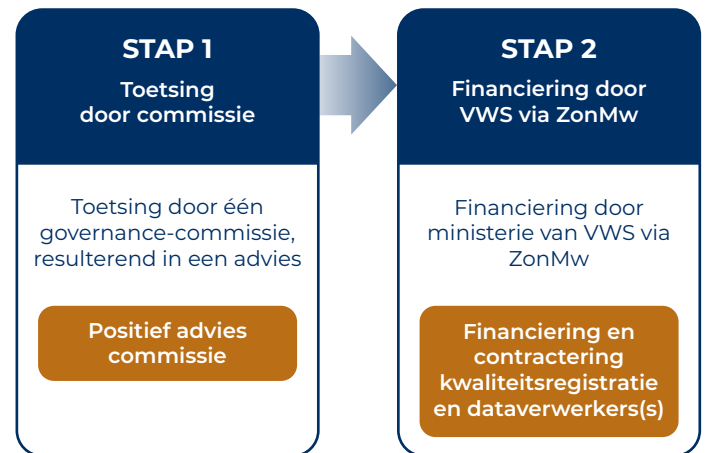 STAP 1
Toetsing
door commissie
Toetsing door één
governance-commissie,
resulterend in een advies
Positief advies
commissie
STAP 2
Financiering door
VWS via ZonMw
Financiering door
ministerie van VWS via
ZonMw
Financiering en
contractering
kwaliteitsregistratie
en dataverwerkers(s)